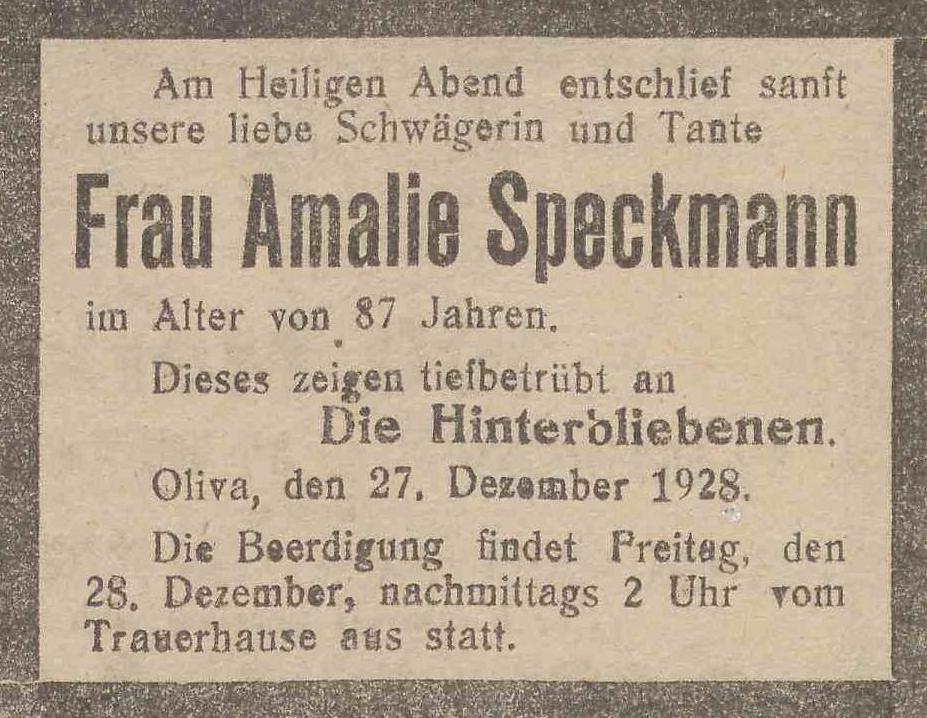 Am Heiligen Abend entschlief sanft
unsere liebe Schwägerin und Tante
Frau Amalie Speckmann
im Alter von 87 Jahren.
Dieses zeigen tiefbetrübt an
Die Hinterbliebenen.
Oliva, den 27. Dezember 1928.
Die Beerdigung findet Freitag, den
28. Dezember, nachmittags 2 Uhr vom
Trauerhause aus statt.